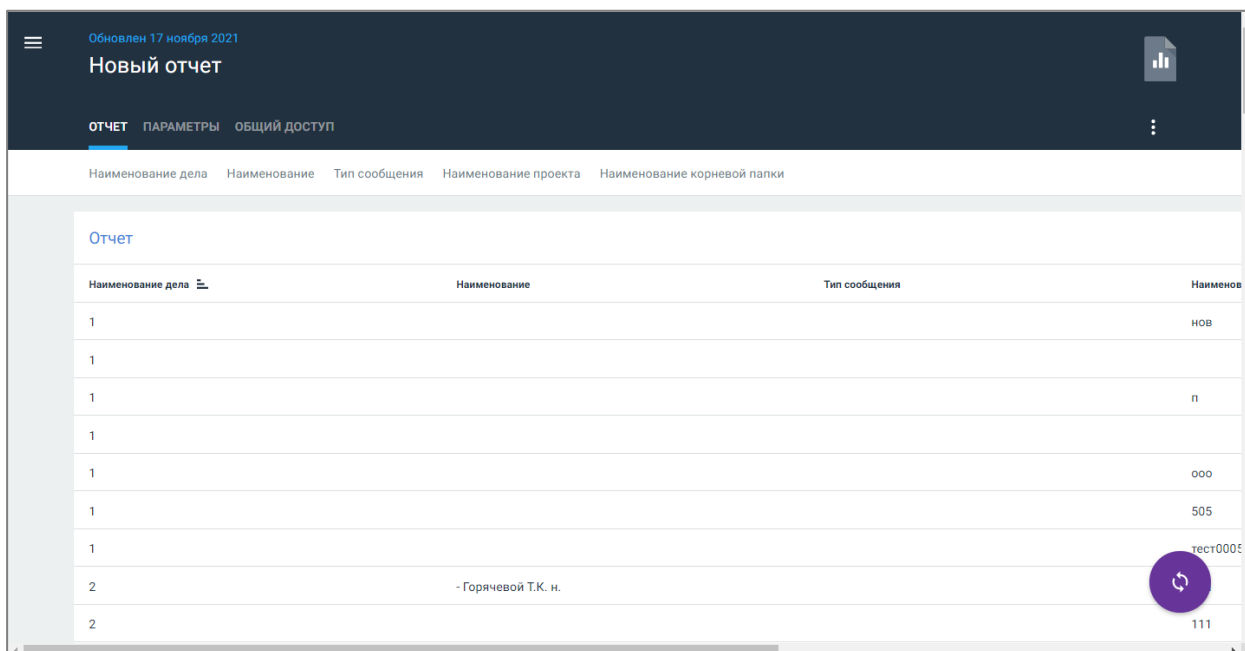 Обновлен 17 ноября 2021
Новый отчет
ОТЧЕТ ПАРАМЕТРЫ ОБЩИЙ ДОСТУП
Наименование дела Наименование Тип сообщения Наименование проекта Наименование корневой папки
Отчет
Наименование дела Наименование Тип сообщения Наименов
1 нов
1
1 п
1
1 ооо
1 505
1 тест0005
2 - Горячевой Т.К. н.
2 111